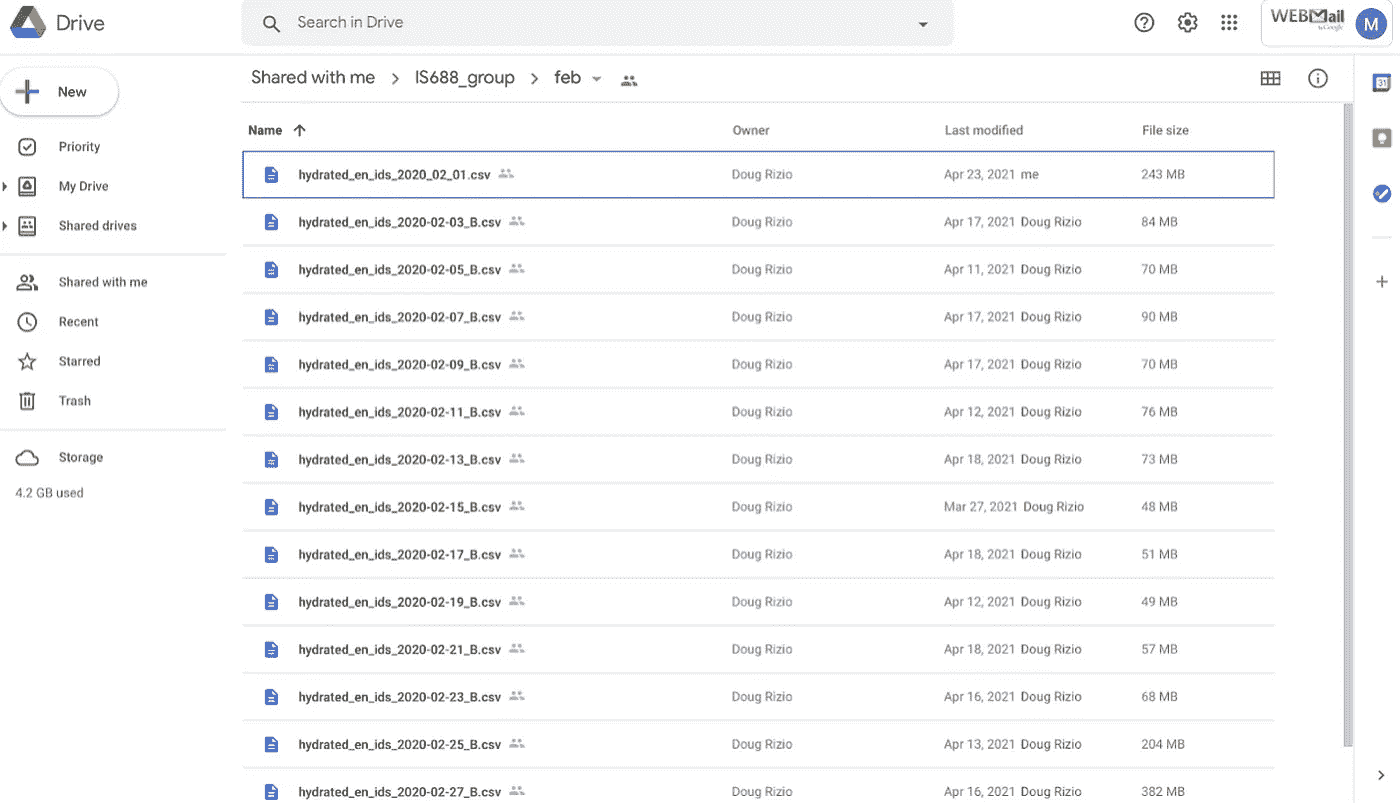 Drive
Search in Drive
WEBMail
by Google
M
New
Shared with me > IS688_group > feb
31
Priority
My Drive
Shared drives
Shared with me
Recent
Starred
Trash
Storage
4.2 GB used
Name Owner Last modified File size
hydrated_en_ids_2020_02_01.csv Doug Rizio Apr 23, 2021 me 243 MB
hydrated_en_ids_2020-02-03_B.csv Doug Rizio Apr 17, 2021 Doug Rizio 84 MB
hydrated_en_ids_2020-02-05_B.csv Doug Rizio Apr 11, 2021 Doug Rizio 70 MB
hydrated_en_ids_2020-02-07_B.csv Doug Rizio Apr 17, 2021 Doug Rizio 90 MB
hydrated_en_ids_2020-02-09_B.csv Doug Rizio Apr 17, 2021 Doug Rizio 70 MB
hydrated_en_ids_2020-02-11_B.csv Doug Rizio Apr 12, 2021 Doug Rizio 76 MB
hydrated_en_ids_2020-02-13_B.csv Doug Rizio Apr 18, 2021 Doug Rizio 73 MB
hydrated_en_ids_2020-02-15_B.csv Doug Rizio Mar 27, 2021 Doug Rizio 48 MB
hydrated_en_ids_2020-02-17_B.csv Doug Rizio Apr 18, 2021 Doug Rizio 51 MB
hydrated_en_ids_2020-02-19_B.csv Doug Rizio Apr 12, 2021 Doug Rizio 49 MB
hydrated_en_ids_2020-02-21_B.csv Doug Rizio Apr 18, 2021 Doug Rizio 57 MB
hydrated_en_ids_2020-02-23_B.csv Doug Rizio Apr 16, 2021 Doug Rizio 68 MB
hydrated_en_ids_2020-02-25_B.csv Doug Rizio Apr 13, 2021 Doug Rizio 204 MB
hydrated_en_ids_2020-02-27_B.csv Doug Rizio Apr 16, 2021 Doug Rizio 382 MB